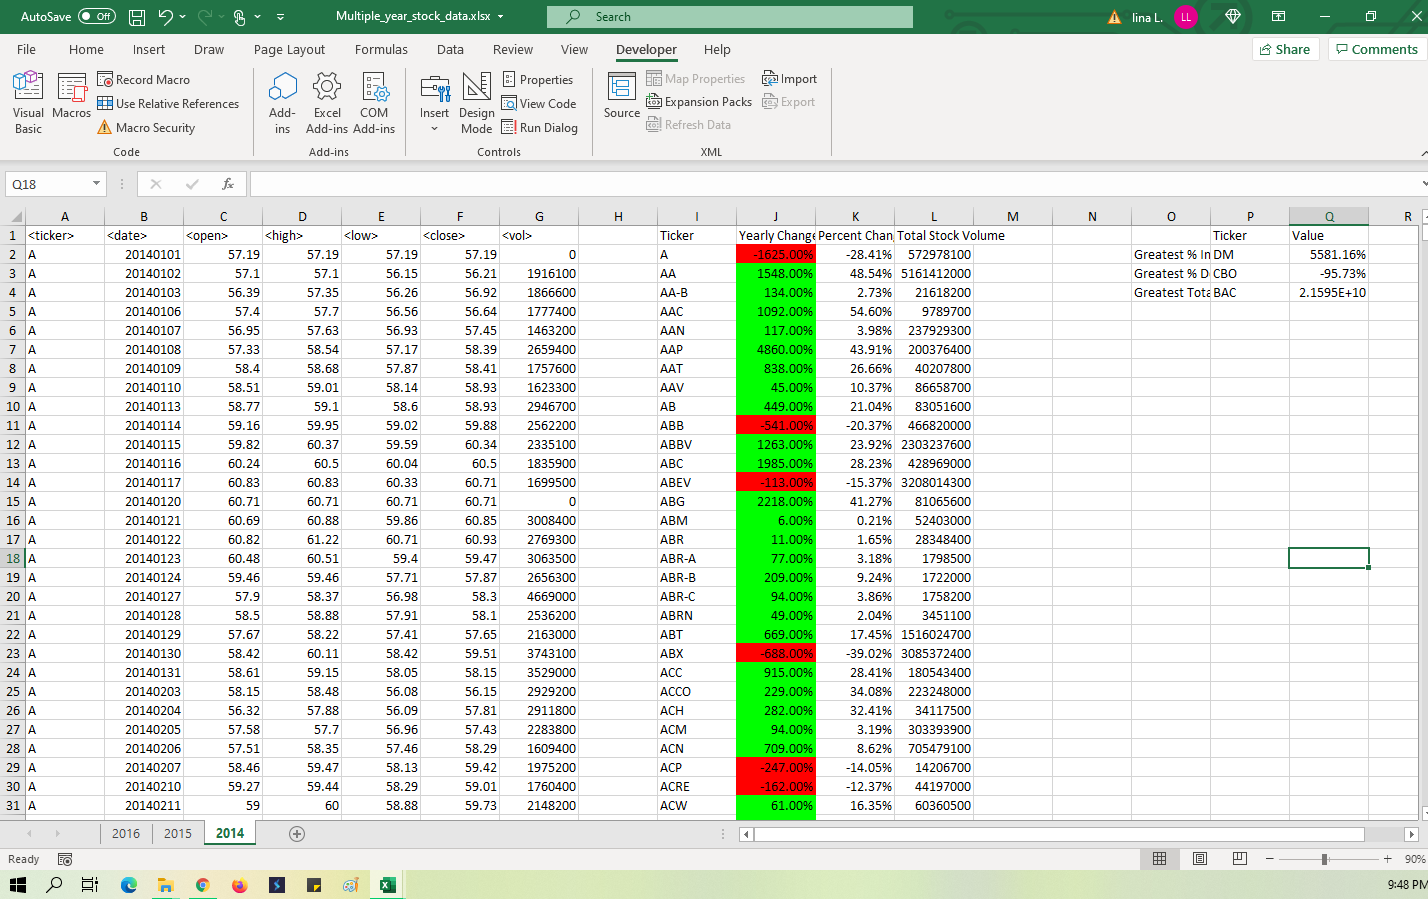 AutoSave Off Multiple_year_stock_data.xlsx Search lina L. LL
File Home Insert Draw Page Layout Formulas Data Review View Developer Help Share Comments
Visual Basic Macros Record Macro Use Relative References Macro Security Code
Add-ins Excel Add-ins COM Add-ins Add-ins
Insert Design Mode Properties View Code Run Dialog Controls
Source Map Properties Expansion Packs Refresh Data Import Export XML
Q18 fx
A B C D E F G H I J K L M N O P Q R
1 <ticker> <date> <open> <high> <low> <close> <vol> Ticker Yearly Change Percent Chan Total Stock Volume Ticker Value
2 A 20140101 57.19 57.19 57.19 57.19 0 A -1625.00% -28.41% 572978100 Greatest % In DM 5581.16%
3 A 20140102 57.1 57.1 56.15 56.21 1916100 AA 1548.00% 48.54% 5161412000 Greatest % D CBO -95.73%
4 A 20140103 56.39 57.35 56.26 56.92 1866600 AA-B 134.00% 2.73% 21618200 Greatest Tota BAC 2.1595E+10
5 A 20140106 57.4 57.7 56.56 56.64 1777400 AAC 1092.00% 54.60% 9789700
6 A 20140107 56.95 57.63 56.93 57.45 1463200 AAN 117.00% 3.98% 237929300
7 A 20140108 57.33 58.54 57.17 58.39 2659400 AAP 4860.00% 43.91% 200376400
8 A 20140109 58.4 58.68 57.87 58.41 1757600 AAT 838.00% 26.66% 40207800
9 A 20140110 58.51 59.01 58.14 58.93 1623300 AAV 45.00% 10.37% 86658700
10 A 20140113 58.77 59.1 58.6 58.93 2946700 AB 449.00% 21.04% 83051600
11 A 20140114 59.16 59.95 59.02 59.88 2562200 ABB -541.00% -20.37% 466820000
12 A 20140115 59.82 60.37 59.59 60.34 2335100 ABBV 1263.00% 23.92% 2303237600
13 A 20140116 60.24 60.5 60.04 60.5 1835900 ABC 1985.00% 28.23% 428969000
14 A 20140117 60.83 60.83 60.33 60.71 1699500 ABEV -113.00% -15.37% 3208014300
15 A 20140120 60.71 60.71 60.71 60.71 0 ABG 2218.00% 41.27% 81065600
16 A 20140121 60.69 60.88 59.86 60.85 3008400 ABM 6.00% 0.21% 52403000
17 A 20140122 60.82 61.22 60.71 60.93 2769300 ABR 11.00% 1.65% 28348400
18 A 20140123 60.48 60.51 59.4 59.47 3063500 ABR-A 77.00% 3.18% 1798500
19 A 20140124 59.46 59.46 57.71 57.87 2656300 ABR-B 209.00% 9.24% 1722000
20 A 20140127 57.9 58.37 56.98 58.3 4669000 ABR-C 94.00% 3.86% 1758200
21 A 20140128 58.5 58.88 57.91 58.1 2536200 ABRN 49.00% 2.04% 3451100
22 A 20140129 57.67 58.22 57.41 57.65 2163000 ABT 669.00% 17.45% 1516024700
23 A 20140130 58.42 60.11 58.42 59.51 3743100 ABX -688.00% -39.02% 3085372400
24 A 20140131 58.61 59.15 58.05 58.15 3529000 ACC 915.00% 28.41% 180543400
25 A 20140203 58.15 58.48 56.08 56.15 2929200 ACCO 229.00% 34.08% 223248000
26 A 20140204 56.32 57.88 56.09 57.81 2911800 ACH 282.00% 32.41% 34117500
27 A 20140205 57.58 57.7 56.96 57.43 2283800 ACM 94.00% 3.19% 303393900
28 A 20140206 57.51 58.35 57.46 58.29 1609400 ACN 709.00% 8.62% 705479100
29 A 20140207 58.46 59.47 58.13 59.42 1975200 ACP -247.00% -14.05% 14206700
30 A 20140210 59.27 59.44 58.29 59.01 1760400 ACRE -162.00% -12.37% 44197000
31 A 20140211 59 60 58.88 59.73 2148200 ACW 61.00% 16.35% 60360500
2016 2015 2014
Ready 90%
9:48 PM